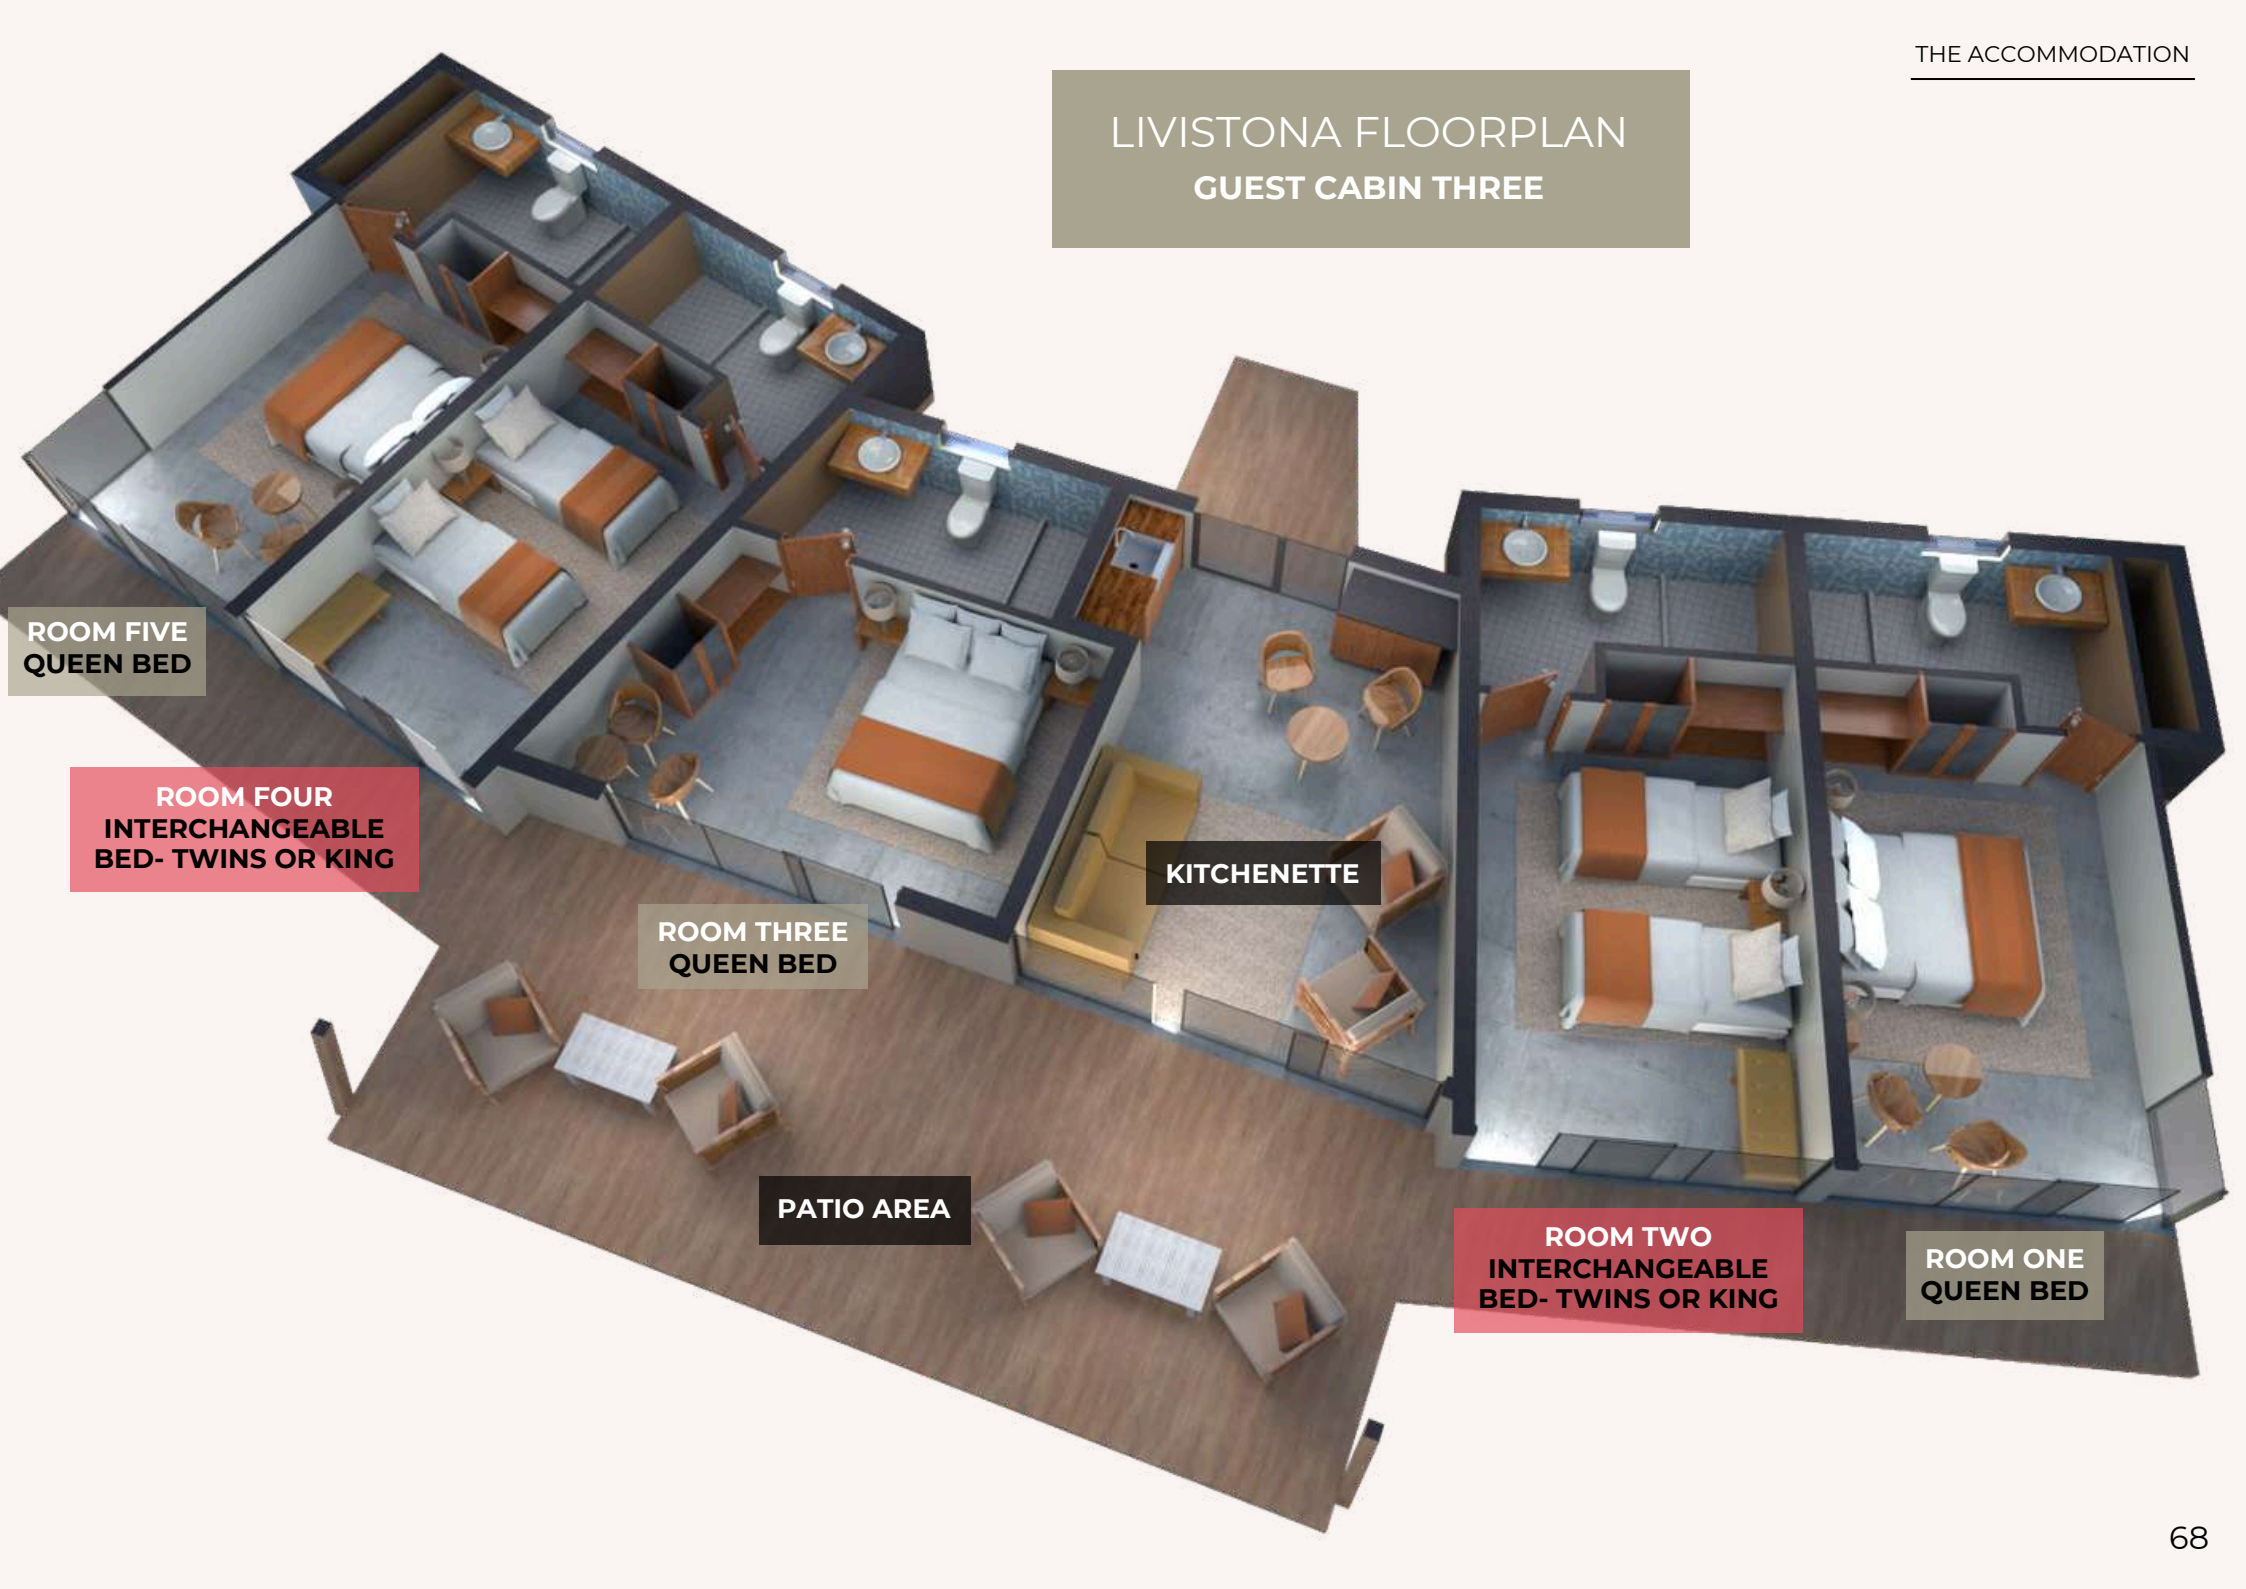 THE ACCOMMODATION
LIVISTONA FLOORPLAN
GUEST CABIN THREE
ROOM FIVE
QUEEN BED
ROOM FOUR
INTERCHANGEABLE
BED- TWINS OR KING
ROOM THREE
QUEEN BED
KITCHENETTE
PATIO AREA
ROOM TWO
INTERCHANGEABLE
BED- TWINS OR KING
ROOM ONE
QUEEN BED
68